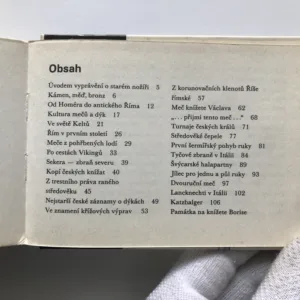 Obsah
Úvodem vyprávění o starém nožíři 5
Kámen, měď, bronz 6
Od Homéra do antického Říma 12
Kultura mečů a dýk 17
Ve světě Keltů 21
Řím v prvním století 26
Meče z pohřbených lodí 29
Po cestách Vikingů 33
Sekera — zbraň severu 39
Kopí českých knížat 40
Z trestního práva raného
středověku 45
Nejstarší české záznamy o dýkách 49
Ve znamení křížových výprav 53
Z korunovačních klenotů Říše
římské 57
Meč knížete Václava 62
„... přijmi tento meč ...“ 68
Turnaje českých králů 71
Středověké čepele 77
První šermířský pohyb ruky 81
Tyčové zbraně v Itálii 84
Švýcarské halapartny 89
Jílec pro jednu a půl ruky 93
Dvouruční meč 97
Lancknechti v Itálii 102
Katzbalger 106
Památka na knížete Borise